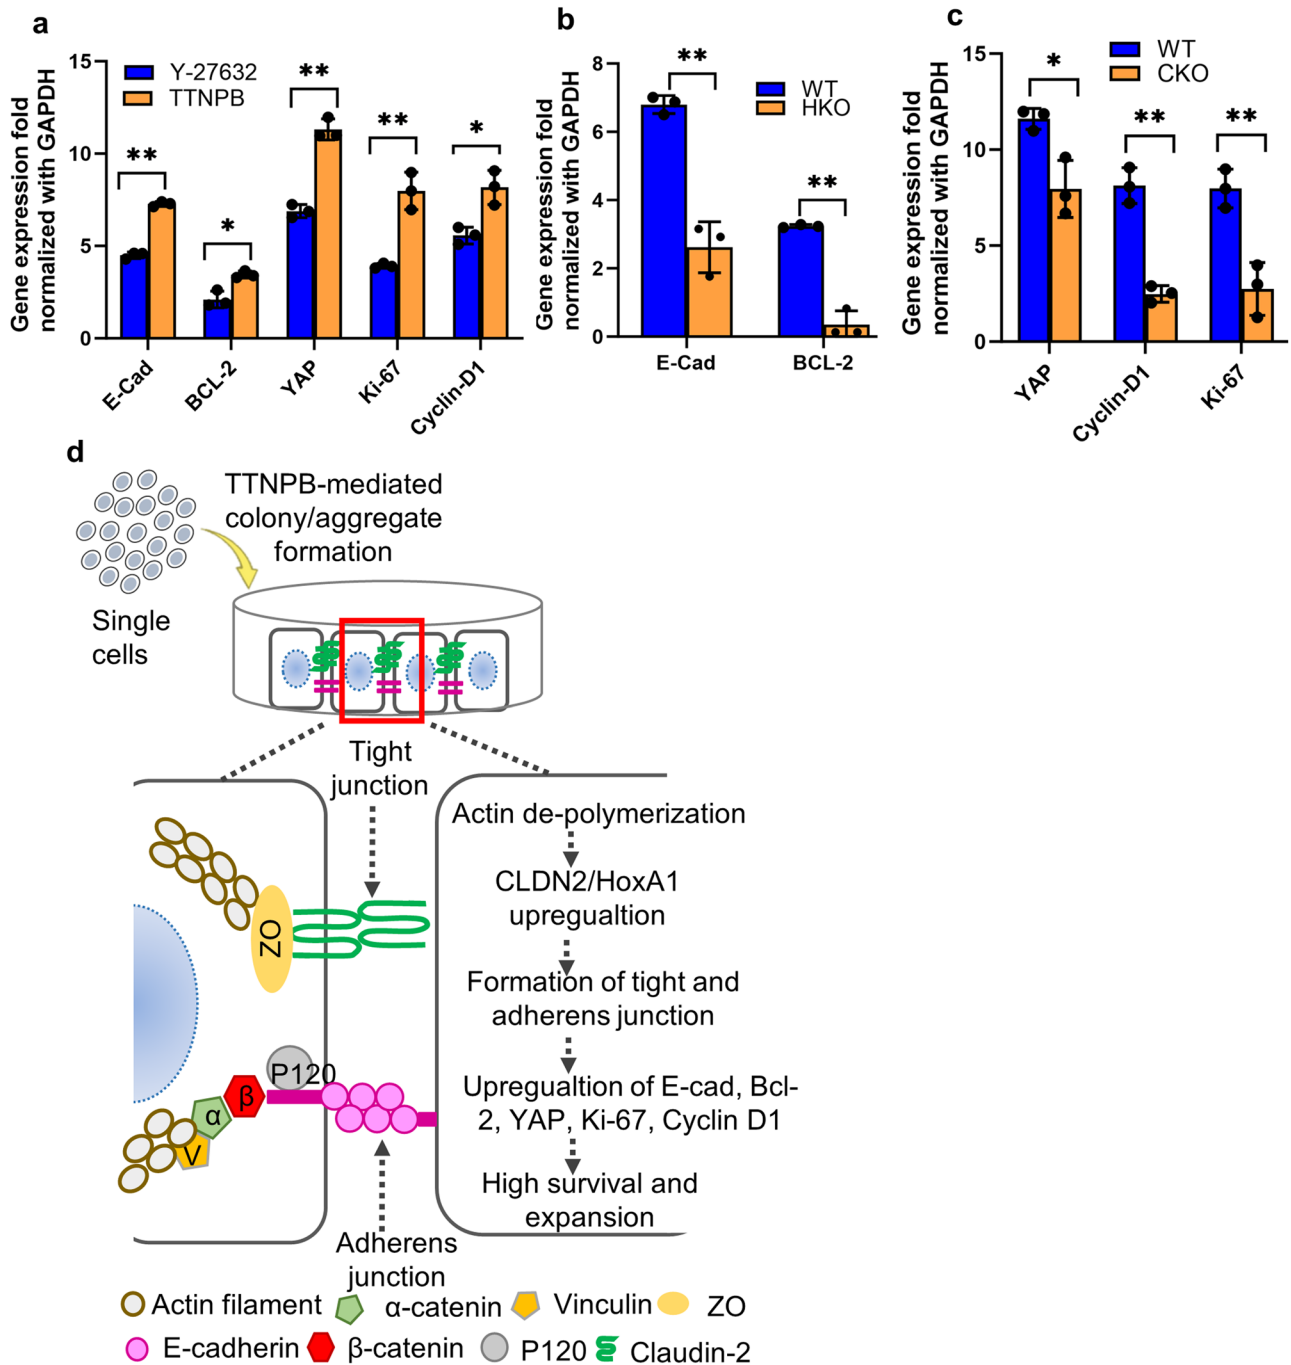 a
Gene expression fold
normalized with GAPDH
15
10
5
0
Y-27632
TTNPB
**
*
**
**
*
E-Cad
BCL-2
YAP
Ki-67
Cyclin-D1
b
Gene expression fold
normalized with GAPDH
8
6
4
2
0
WT
HKO
**
**
E-Cad
BCL-2
c
Gene expression fold
normalized with GAPDH
15
10
5
0
WT
CKO
*
**
**
YAP
Cyclin-D1
Ki-67
d
TTNPB-mediated
colony/aggregate
formation
Single
cells
Tight
junction
ZO
P120
β
α
V
Adherens
junction
Actin de-polymerization
CLDN2/HoxA1
upregualtion
Formation of tight and
adherens junction
Upregualtion of E-cad, Bcl-
2, YAP, Ki-67, Cyclin D1
High survival and
expansion
Actin filament α-catenin Vinculin ZO
E-cadherin β-catenin P120 Claudin-2